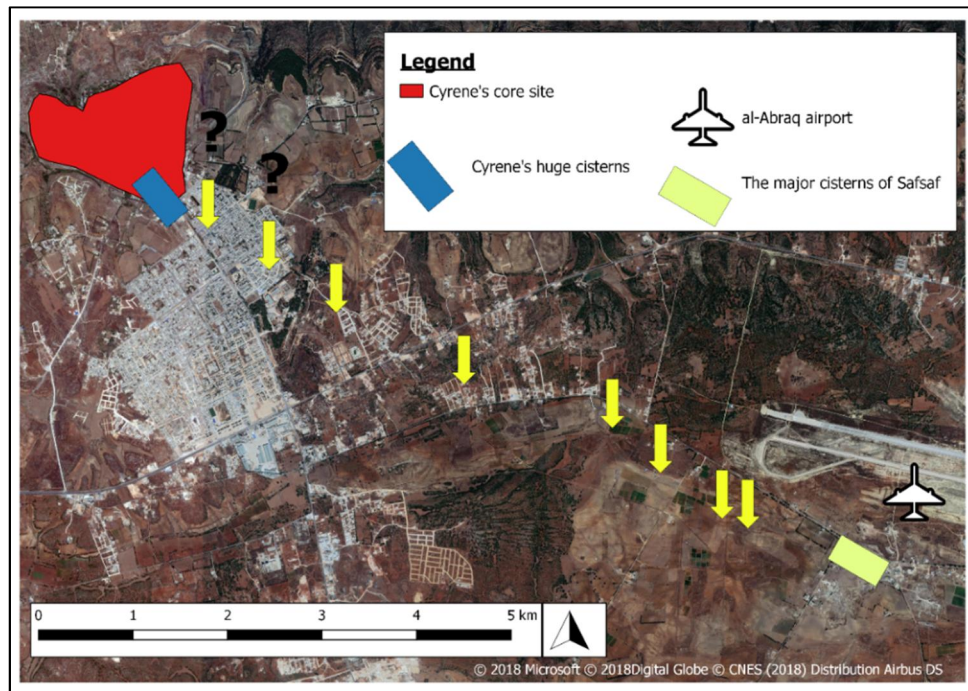 Legend
Cyrene's core site
al-Abraq airport
Cyrene's huge cisterns
The major cisterns of Safsaf
?
?
0 1 2 3 4 5 km
© 2018 Microsoft © 2018Digital Globe © CNES (2018) Distribution Airbus DS